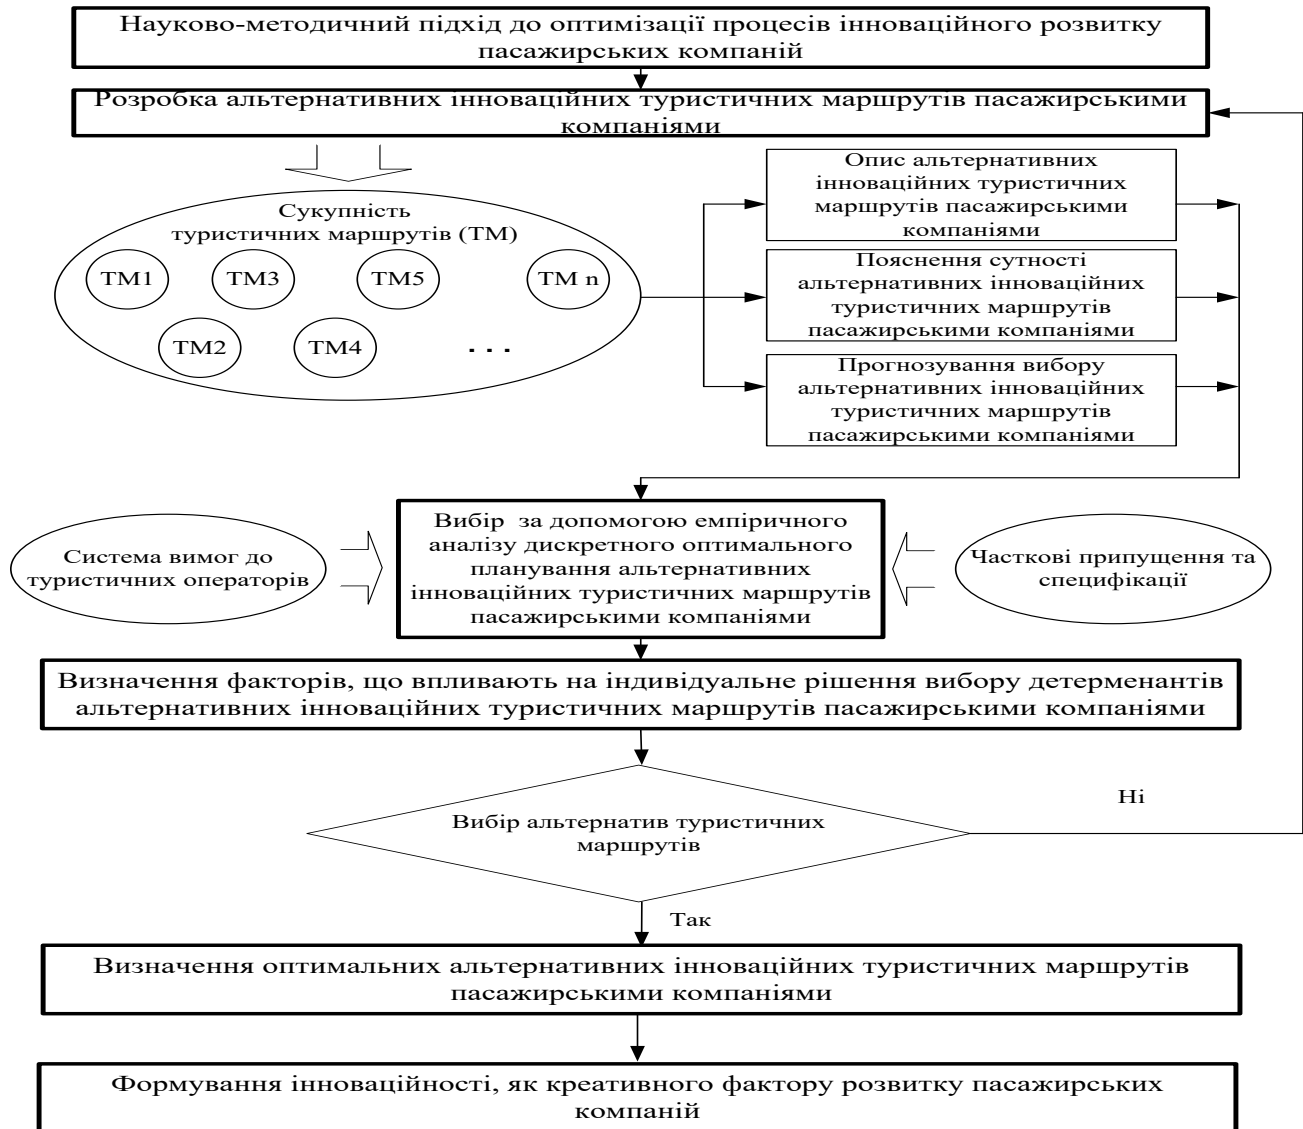 Науково-методичний підхід до оптимізації процесів інноваційного розвитку
пасажирських компаній
Розробка альтернативних інноваційних туристичних маршрутів пасажирськими
компаніями
Сукупність
туристичних маршрутів (ТМ)
ТМ1
ТМ3
ТМ5
ТМ n
ТМ2
ТМ4
. . .
Опис альтернативних
інноваційних туристичних
маршрутів пасажирськими
компаніями
Пояснення сутності
альтернативних інноваційних
туристичних маршрутів
пасажирськими компаніями
Прогнозування вибору
альтернативних інноваційних
туристичних маршрутів
пасажирськими компаніями
Система вимог до
туристичних операторів
Вибір за допомогою емпіричного
аналізу дискретного оптимального
планування альтернативних
інноваційних туристичних маршрутів
пасажирськими компаніями
Часткові припущення та
специфікації
Визначення факторів, що впливають на індивідуальне рішення вибору детерменантів
альтернативних інноваційних туристичних маршрутів пасажирськими компаніями
Вибір альтернатив туристичних
маршрутів
Ні
Так
Визначення оптимальних альтернативних інноваційних туристичних маршрутів
пасажирськими компаніями
Формування інноваційності, як креативного фактору розвитку пасажирських
компаній